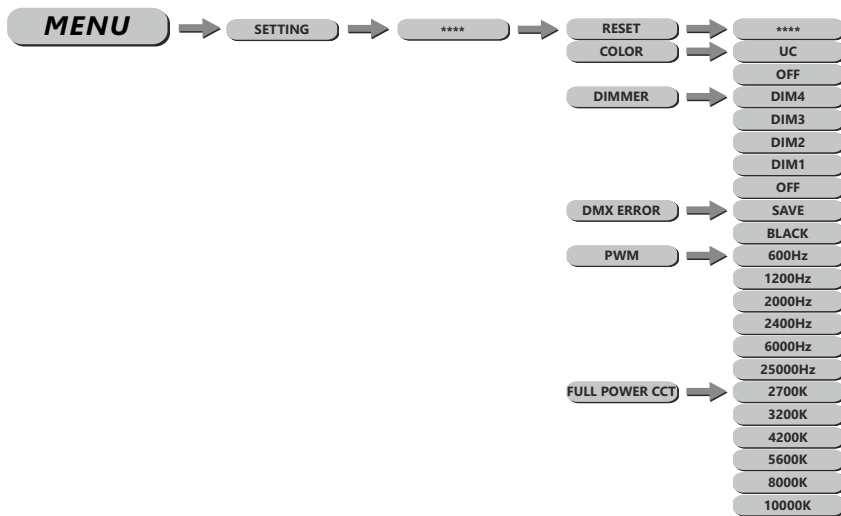 MENU SETTING **** RESET ****
COLOR UC
OFF
DIMMER DIM4
DIM3
DIM2
DIM1
OFF
DMX ERROR SAVE
BLACK
PWM 600Hz
1200Hz
2000Hz
2400Hz
6000Hz
25000Hz
FULL POWER CCT 2700K
3200K
4200K
5600K
8000K
10000K